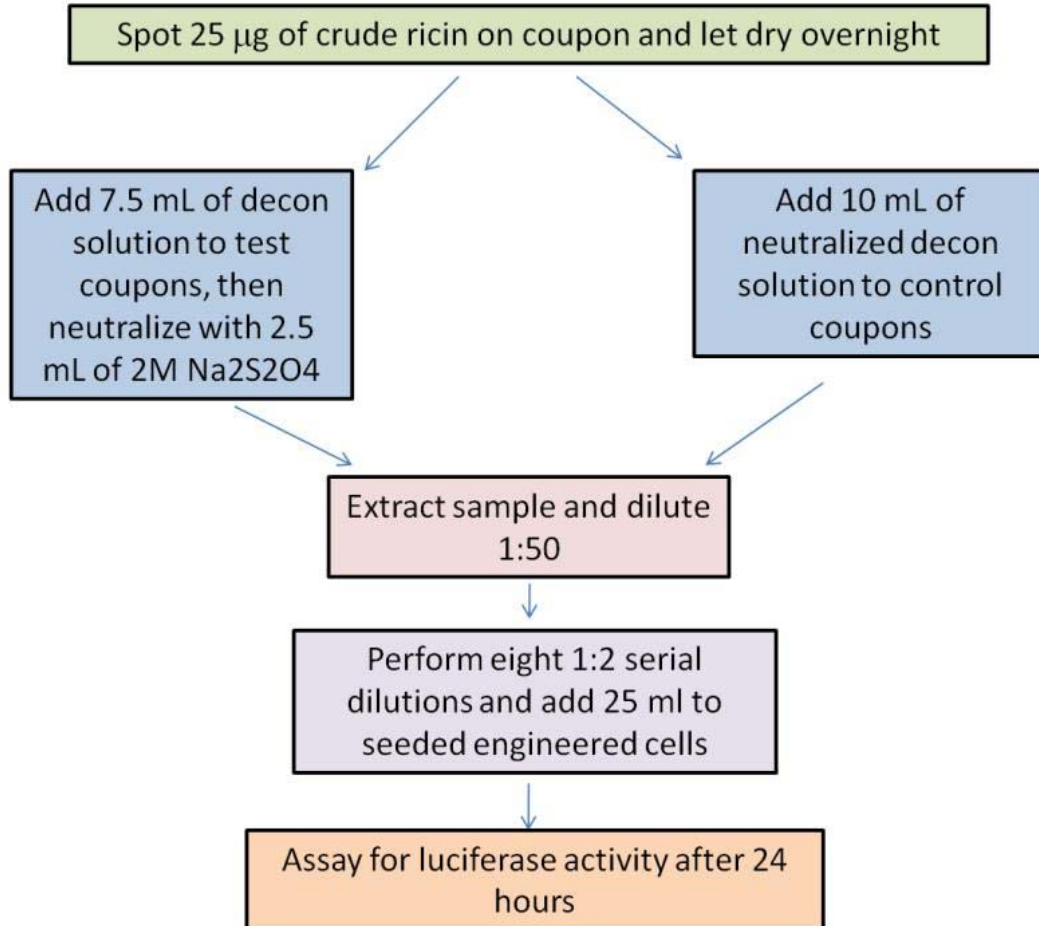 Spot 25 μg of crude ricin on coupon and let dry overnight
Add 7.5 mL of decon
solution to test
coupons, then
neutralize with 2.5
mL of 2M Na2S2O4
Add 10 mL of
neutralized decon
solution to control
coupons
Extract sample and dilute
1:50
Perform eight 1:2 serial
dilutions and add 25 ml to
seeded engineered cells
Assay for luciferase activity after 24
hours